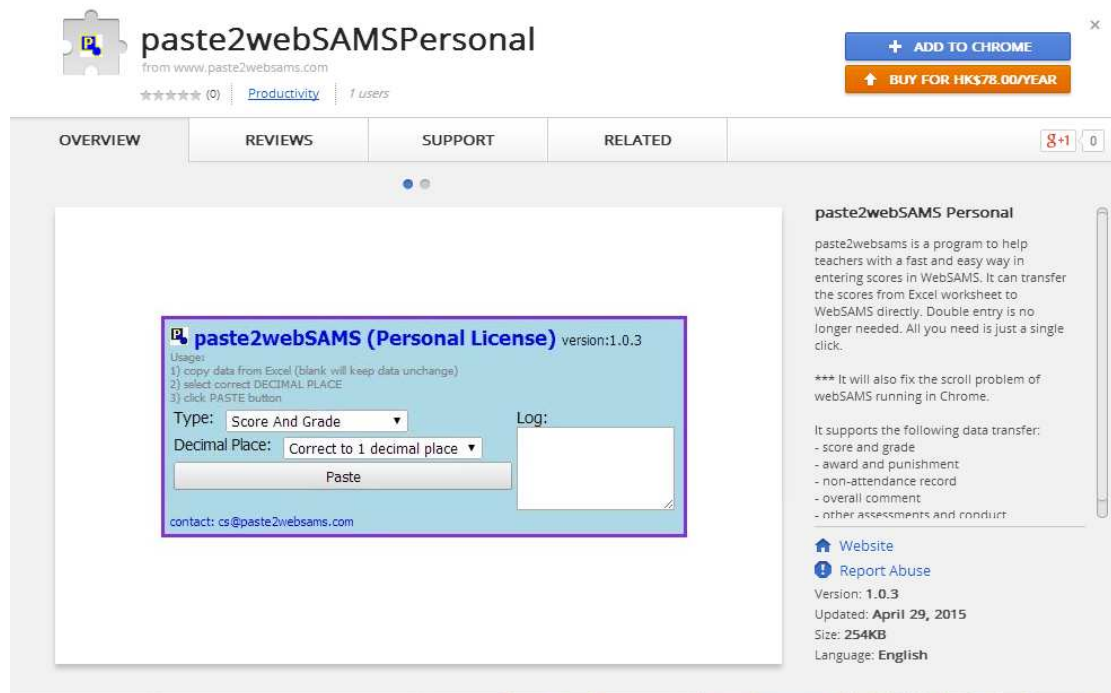 paste2webSAMSPersonal
from www.paste2websams.com
(0) Productivity 1 users
+ ADD TO CHROME
BUY FOR HK$78.00/YEAR
OVERVIEW REVIEWS SUPPORT RELATED
g+1 0
paste2webSAMS (Personal License) version:1.0.3
Usage:
1) copy data from Excel (blank will keep data unchange)
2) select correct DECIMAL PLACE
3) click PASTE button
Type: Score And Grade
Log:
Decimal Place: Correct to 1 decimal place
Paste
contact: cs@paste2websams.com
paste2webSAMS Personal
paste2websams is a program to help
teachers with a fast and easy way in
entering scores in WebSAMS. It can transfer
the scores from Excel worksheet to
WebSAMS directly. Double entry is no
longer needed. All you need is just a single
click.
*** It will also fix the scroll problem of
webSAMS running in Chrome.
It supports the following data transfer:
- score and grade
- award and punishment
- non-attendance record
- overall comment
- other assessments and conduct
Website
Report Abuse
Version: 1.0.3
Updated: April 29, 2015
Size: 254KB
Language: English